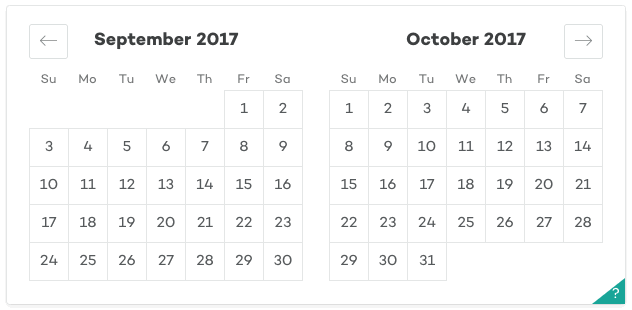 September 2017
Su Mo Tu We Th Fr Sa
1 2
3 4 5 6 7 8 9
10 11 12 13 14 15 16
17 18 19 20 21 22 23
24 25 26 27 28 29 30
October 2017
Su Mo Tu We Th Fr Sa
1 2 3 4 5 6 7
8 9 10 11 12 13 14
15 16 17 18 19 20 21
22 23 24 25 26 27 28
29 30 31
?